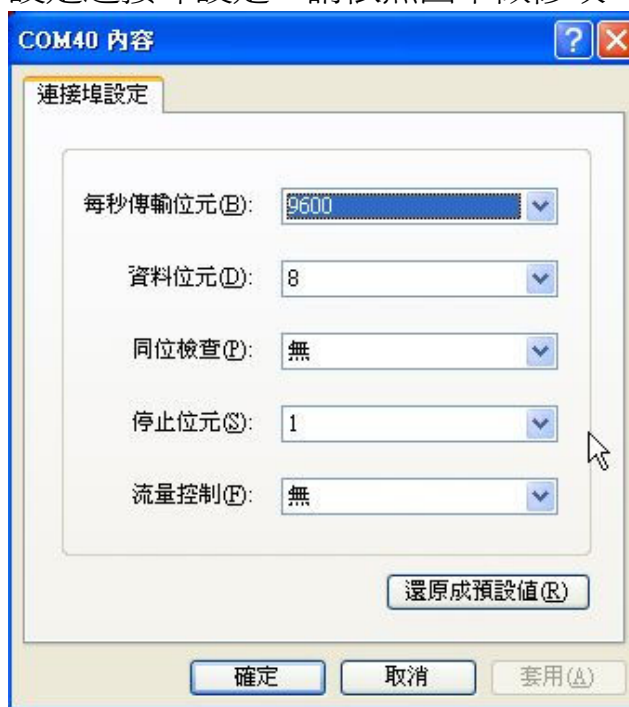 COM40 內容
連接埠設定
每秒傳輸位元(B): 9600
資料位元(D): 8
同位檢查(P): 無
停止位元(S): 1
流量控制(F): 無
還原成預設值(R)
確定 取消 套用(A)